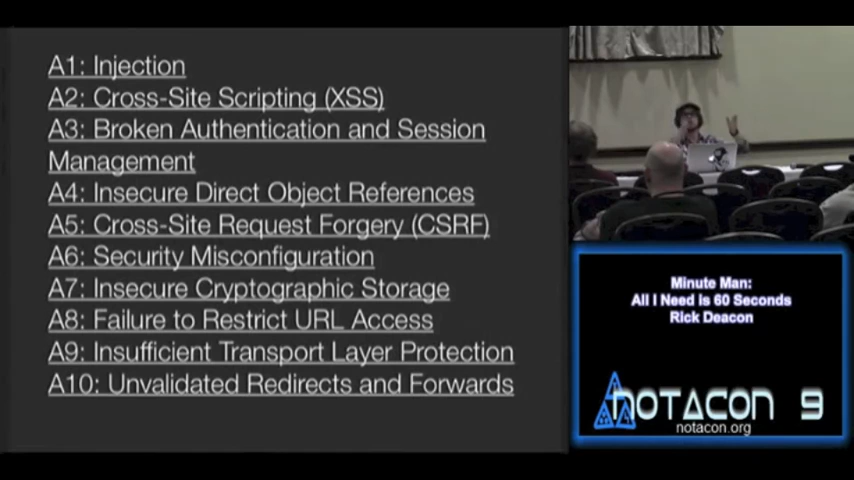 A1: Injection
A2: Cross-Site Scripting (XSS)
A3: Broken Authentication and Session
Management
A4: Insecure Direct Object References
A5: Cross-Site Request Forgery (CSRF)
A6: Security Misconfiguration
A7: Insecure Cryptographic Storage
A8: Failure to Restrict URL Access
A9: Insufficient Transport Layer Protection
A10: Unvalidated Redirects and Forwards
Minute Man:
All I Need is 60 Seconds
Rick Deacon
NOTACON 9
notacon.org